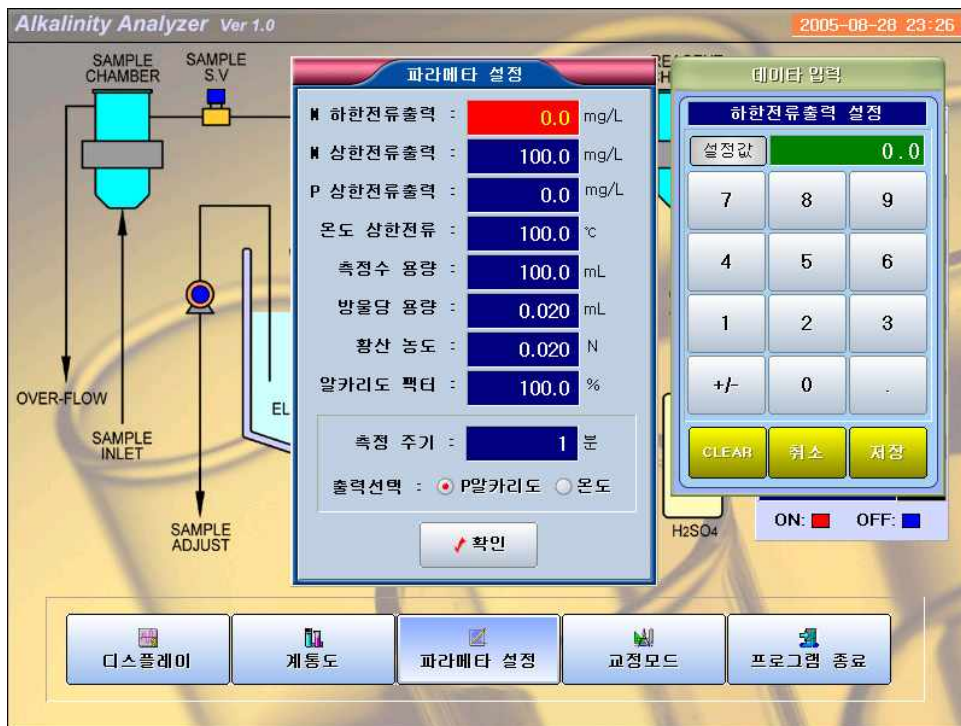 Alkalinity Analyzer Ver 1.0
2005-08-28 23:26
SAMPLE
CHAMBER
SAMPLE
S.V
OVER-FLOW
SAMPLE
INLET
SAMPLE
ADJUST
EL
파라메타 설정
M 하한전류출력 : 0.0 mg/L
M 상한전류출력 : 100.0 mg/L
P 상한전류출력 : 0.0 mg/L
온도 상한전류 : 100.0 ℃
측정수 용량 : 100.0 mL
방울당 용량 : 0.020 mL
황산 농도 : 0.020 N
알카리도 팩터 : 100.0 %
측정 주기 : 1 분
출력선택 : P알카리도 온도
확인
데이타 입력
하한전류출력 설정
설정값 0.0
7 8 9
4 5 6
1 2 3
+/- 0 .
CLEAR 취소 저장
H2SO4
ON: OFF:
디스플레이
계통도
파라메타 설정
교정모드
프로그램 종료